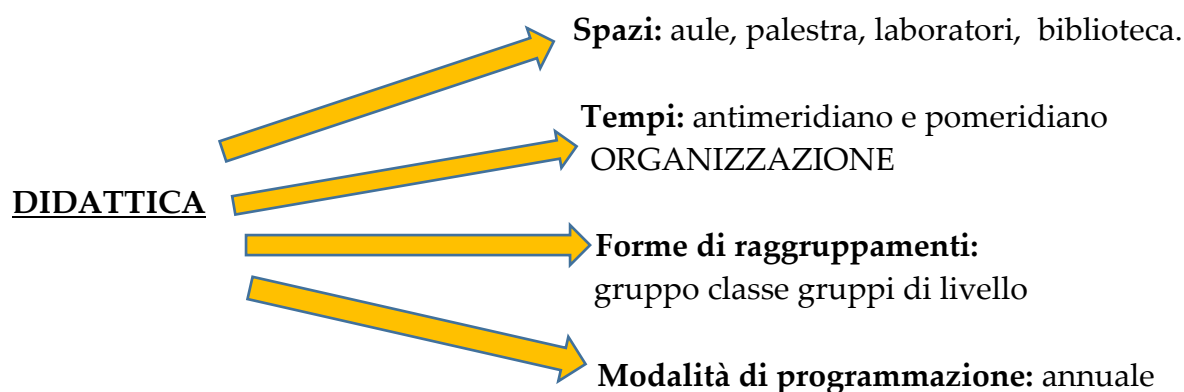 Spazi: aule, palestra, laboratori, biblioteca.
Tempi: antimeridiano e pomeridiano
ORGANIZZAZIONE
DIDATTICA
Forme di raggruppamenti:
gruppo classe gruppi di livello
Modalità di programmazione: annuale